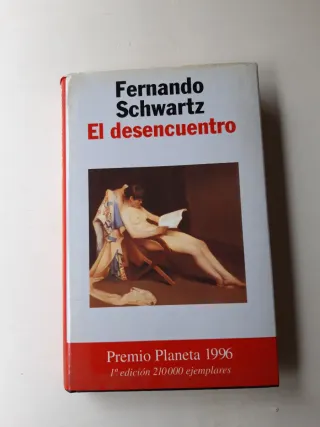 Fernando
Schwartz
El desencuentro
Premio Planeta 1996
1ª edición 210000 ejemplares